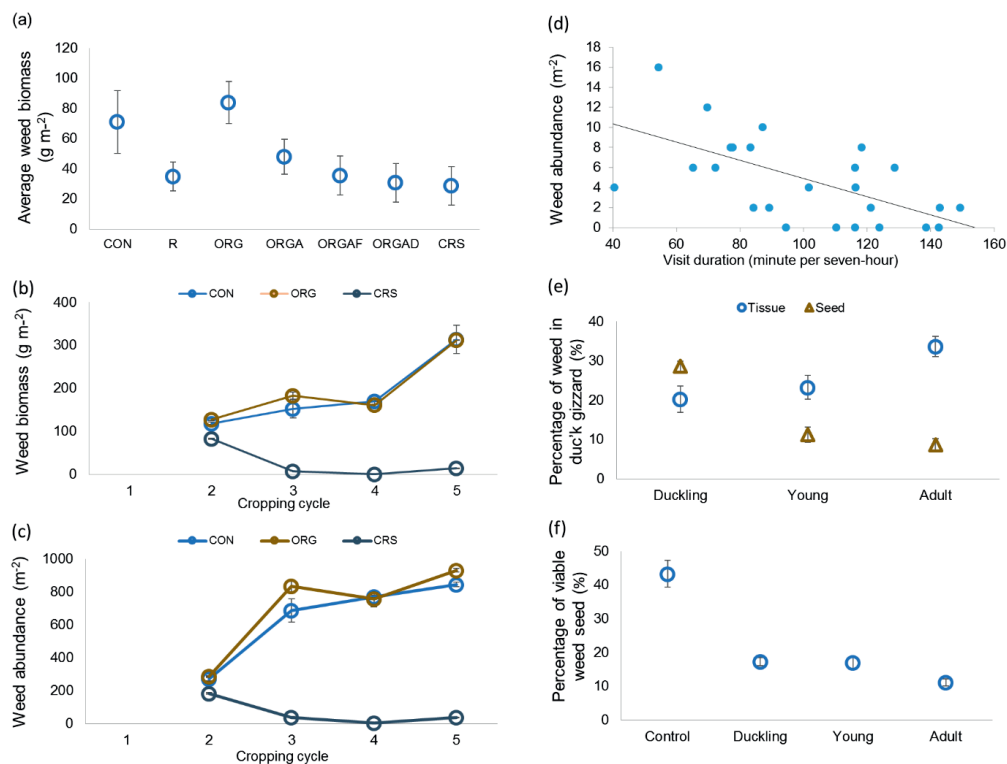 (a)
Average weed biomass
(g m-2)
120
100
80
60
40
20
0
CON R ORG ORGA ORGAF ORGAD CRS
(b)
CON ORG CRS
Weed biomass (g m-2)
400
300
200
100
0
1 2 3 4 5
Cropping cycle
(c)
CON ORG CRS
Weed abundance (m-2)
1000
800
600
400
200
0
1 2 3 4 5
Cropping cycle
(d)
Weed abundance (m-2)
18
16
14
12
10
8
6
4
2
0
40 60 80 100 120 140 160
Visit duration (minute per seven-hour)
(e)
Tissue Seed
Percentage of weed in
duc'k gizzard (%)
40
30
20
10
0
Duckling Young Adult
(f)
Percentage of viable
weed seed (%)
50
40
30
20
10
0
Control Duckling Young Adult